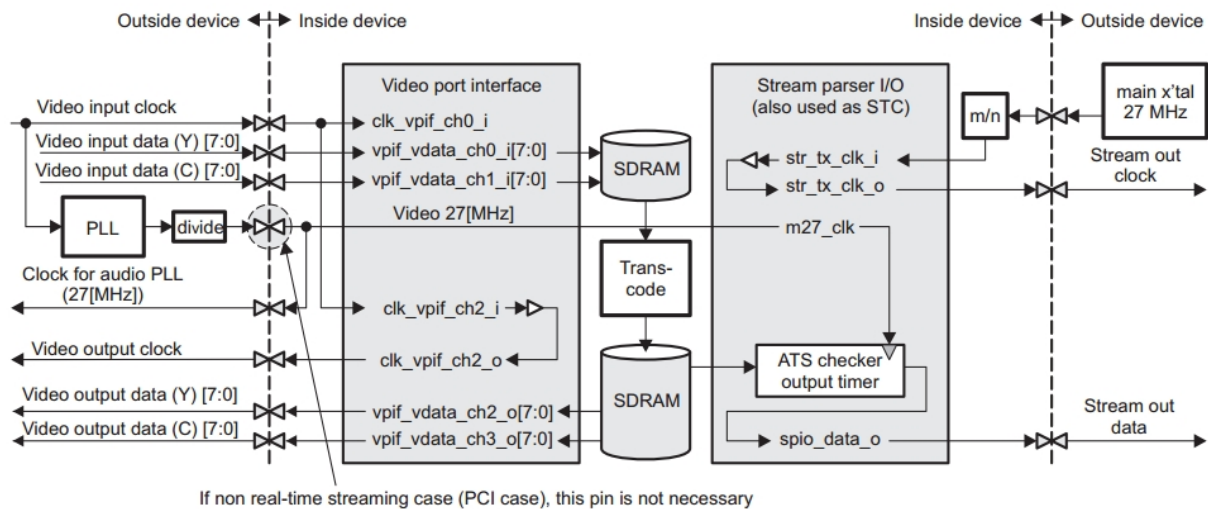 Outside device
Inside device
Inside device
Outside device
Video port interface
Stream parser I/O
(also used as STC)
main x'tal
27 MHz
m/n
Video input clock
clk_vpif_ch0_i
Video input data (Y) [7:0]
vpif_vdata_ch0_i[7:0]
Video input data (C) [7:0]
vpif_vdata_ch1_i[7:0]
SDRAM
str_tx_clk_i
str_tx_clk_o
Stream out
clock
PLL
divide
Video 27[MHz]
m27_clk
Clock for audio PLL
(27[MHz])
Trans-
code
clk_vpif_ch2_i
Video output clock
clk_vpif_ch2_o
ATS checker
output timer
Video output data (Y) [7:0]
vpif_vdata_ch2_o[7:0]
SDRAM
Video output data (C) [7:0]
vpif_vdata_ch3_o[7:0]
spio_data_o
Stream out
data
If non real-time streaming case (PCI case), this pin is not necessary